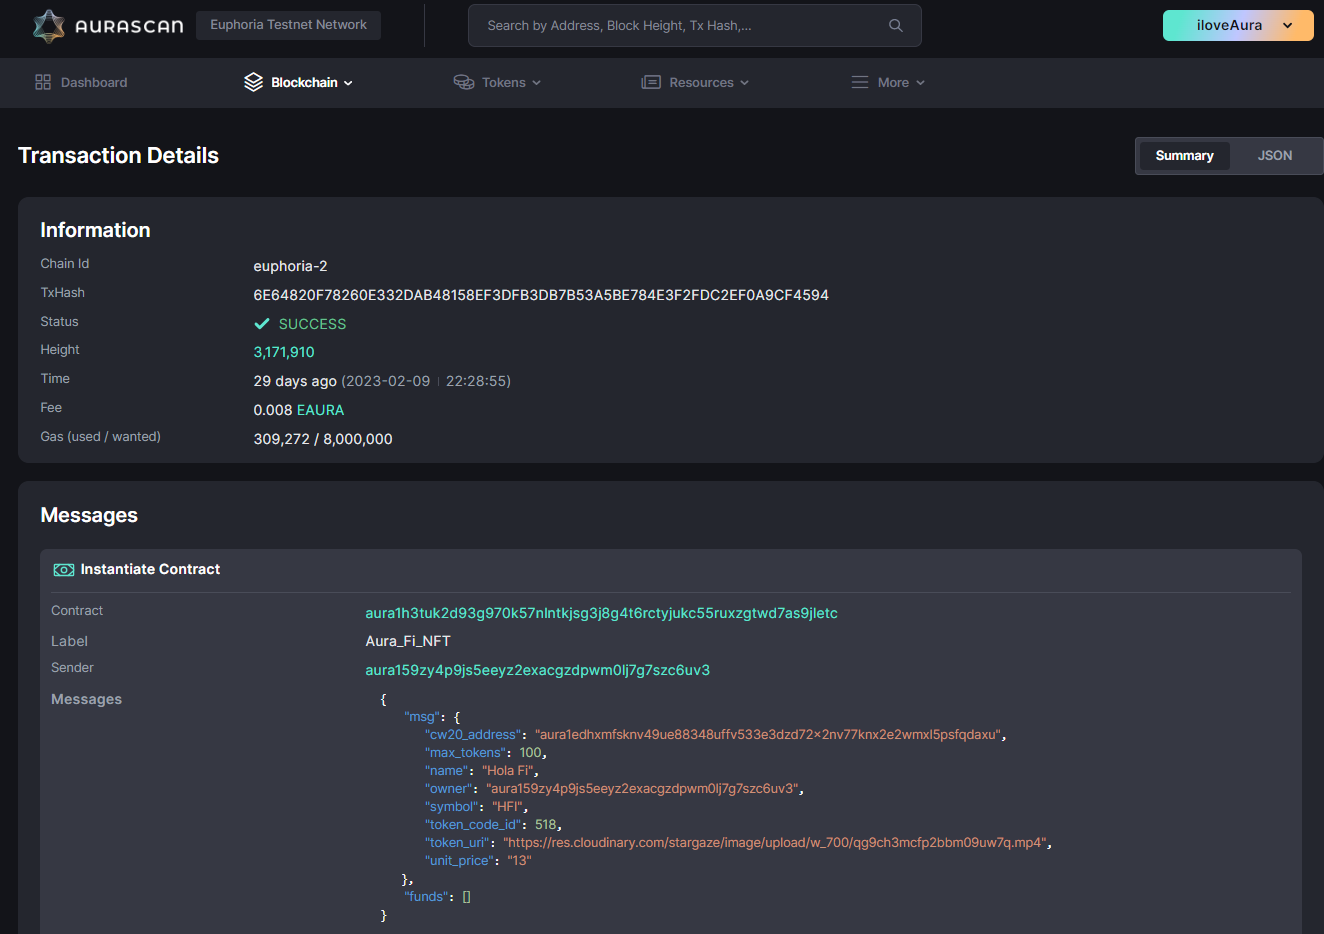 AURASCAN
Euphoria Testnet Network
Search by Address, Block Height, Tx Hash,...
iloveAura
Dashboard
Blockchain
Tokens
Resources
More
Transaction Details
Summary
JSON
Information
Chain Id euphoria-2
TxHash 6E64820F78260E332DAB48158EF3DFB3DB7B53A5BE784E3F2FDC2EF0A9CF4594
Status SUCCESS
Height 3,171,910
Time 29 days ago (2023-02-09 | 22:28:55)
Fee 0.008 EAURA
Gas (used / wanted) 309,272 / 8,000,000
Messages
Instantiate Contract
Contract aura1h3tuk2d93g970k57nlntkjsg3j8g4t6rctyjukc55ruxzgtwd7as9jletc
Label Aura_Fi_NFT
Sender aura159zy4p9js5eeyz2exacgzdpwm0lj7g7szc6uv3
Messages {
"msg": {
"cw20_address": "aura1edhxmfsknv49ue88348uffv533e3dzd72x2nv77knx2e2wmxl5psfqdaxu",
"max_tokens": 100,
"name": "Hola Fi",
"owner": "aura159zy4p9js5eeyz2exacgzdpwm0lj7g7szc6uv3",
"symbol": "HFI",
"token_code_id": 518,
"token_uri": "https://res.cloudinary.com/stargaze/image/upload/w_700/qg9ch3mcfp2bbm09uw7q.mp4",
"unit_price": "13"
},
"funds": []
}